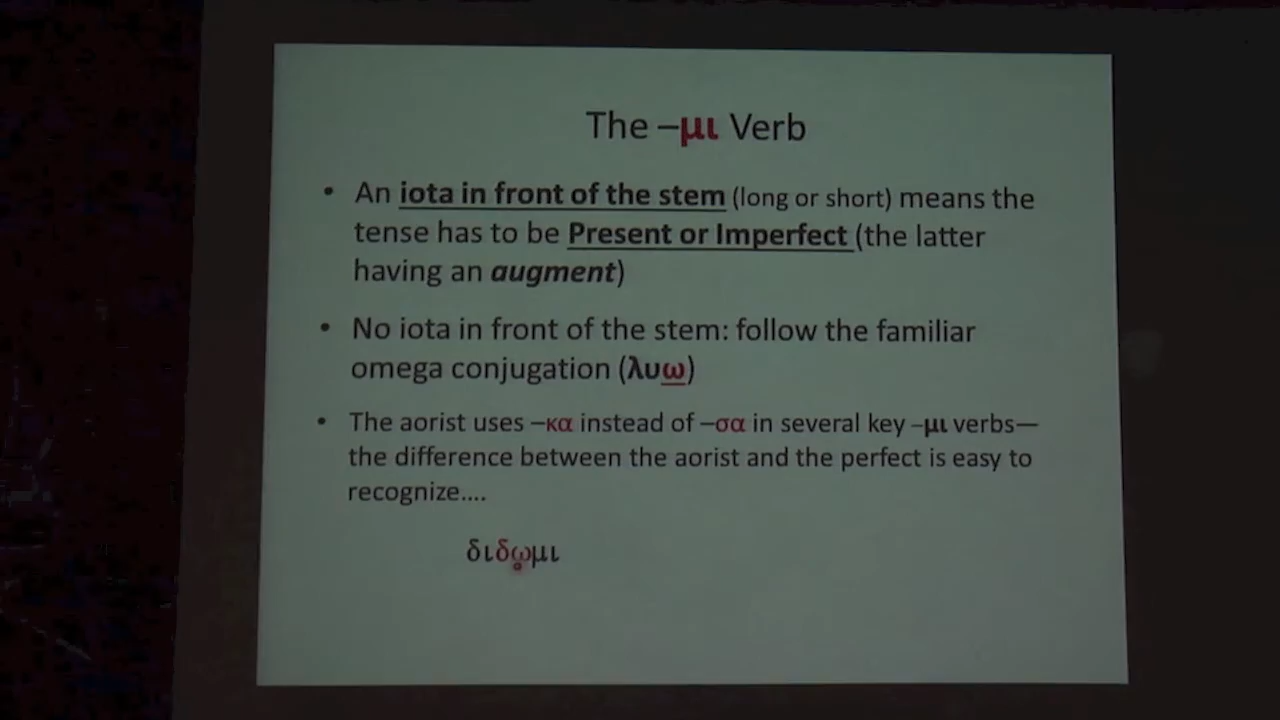 The –μι Verb
• An iota in front of the stem (long or short) means the
tense has to be Present or Imperfect (the latter
having an augment)
• No iota in front of the stem: follow the familiar
omega conjugation (λυω)
• The aorist uses –κα instead of –σα in several key –μι verbs—
the difference between the aorist and the perfect is easy to
recognize....
διδωμι